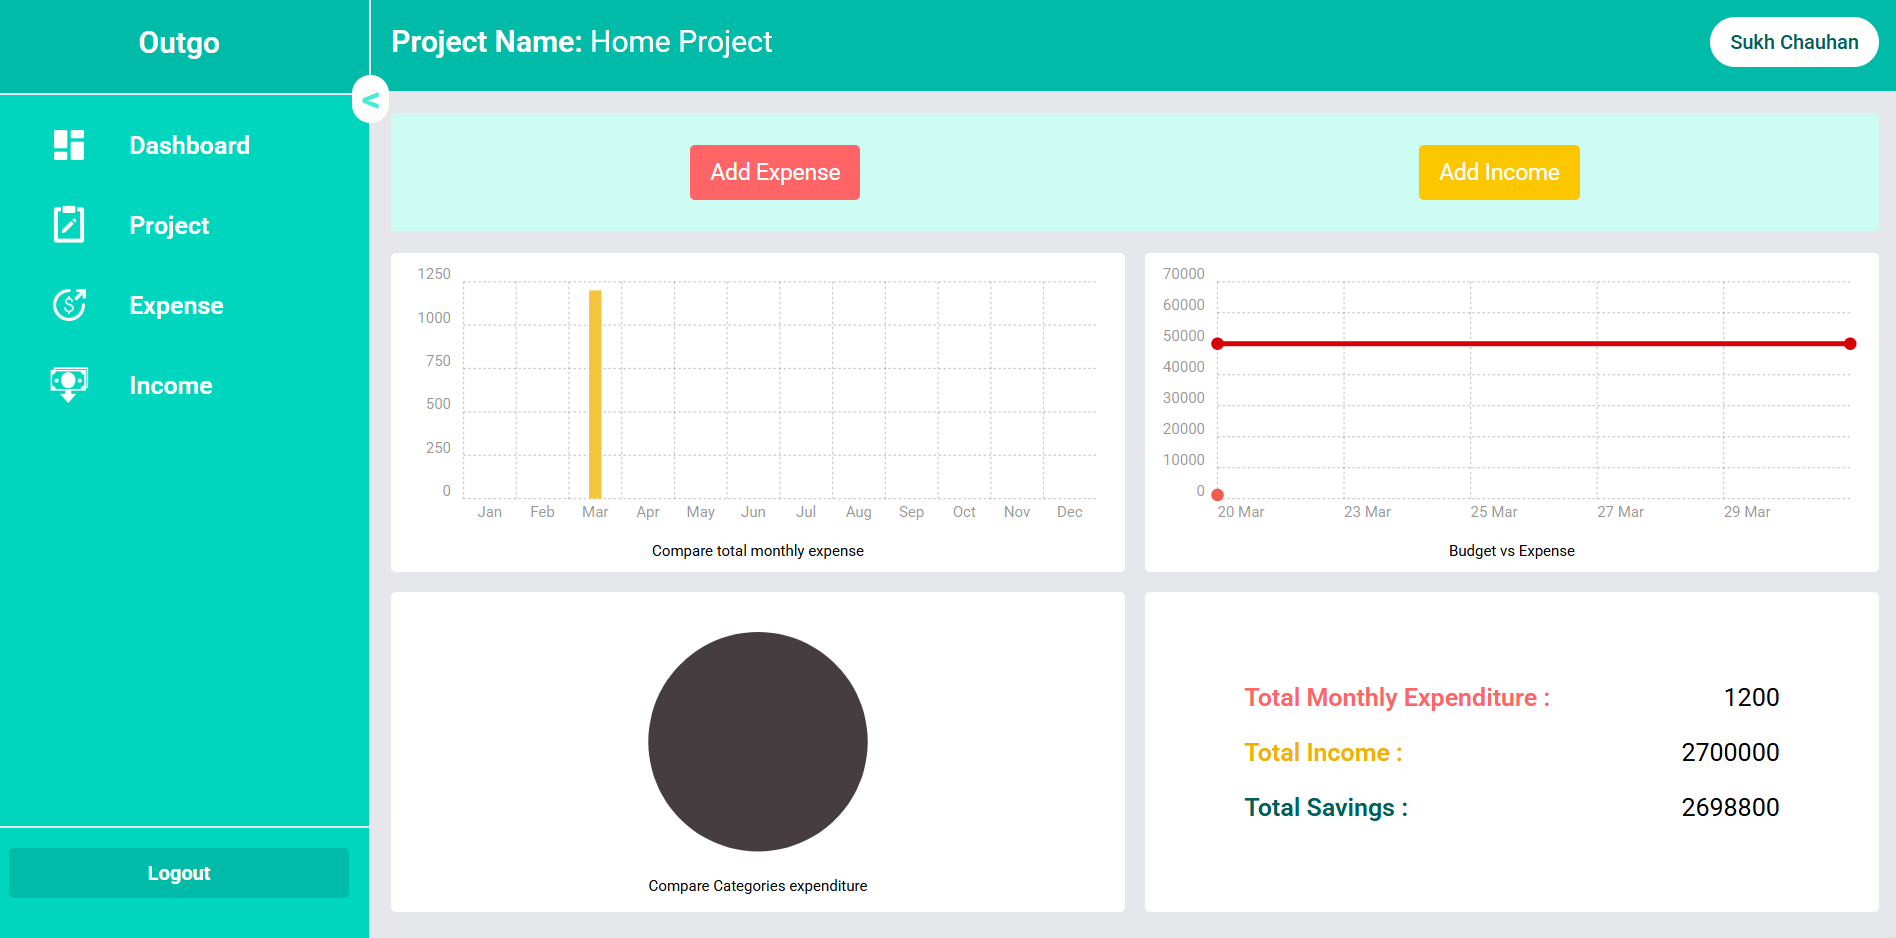 Outgo
Project Name: Home Project
Sukh Chauhan
<
Dashboard
Project
Expense
Income
Logout
Add Expense
Add Income
1250
1000
750
500
250
0
Jan Feb Mar Apr May Jun Jul Aug Sep Oct Nov Dec
Compare total monthly expense
70000
60000
50000
40000
30000
20000
10000
0
20 Mar 23 Mar 25 Mar 27 Mar 29 Mar
Budget vs Expense
Compare Categories expenditure
Total Monthly Expenditure : 1200
Total Income : 2700000
Total Savings : 2698800